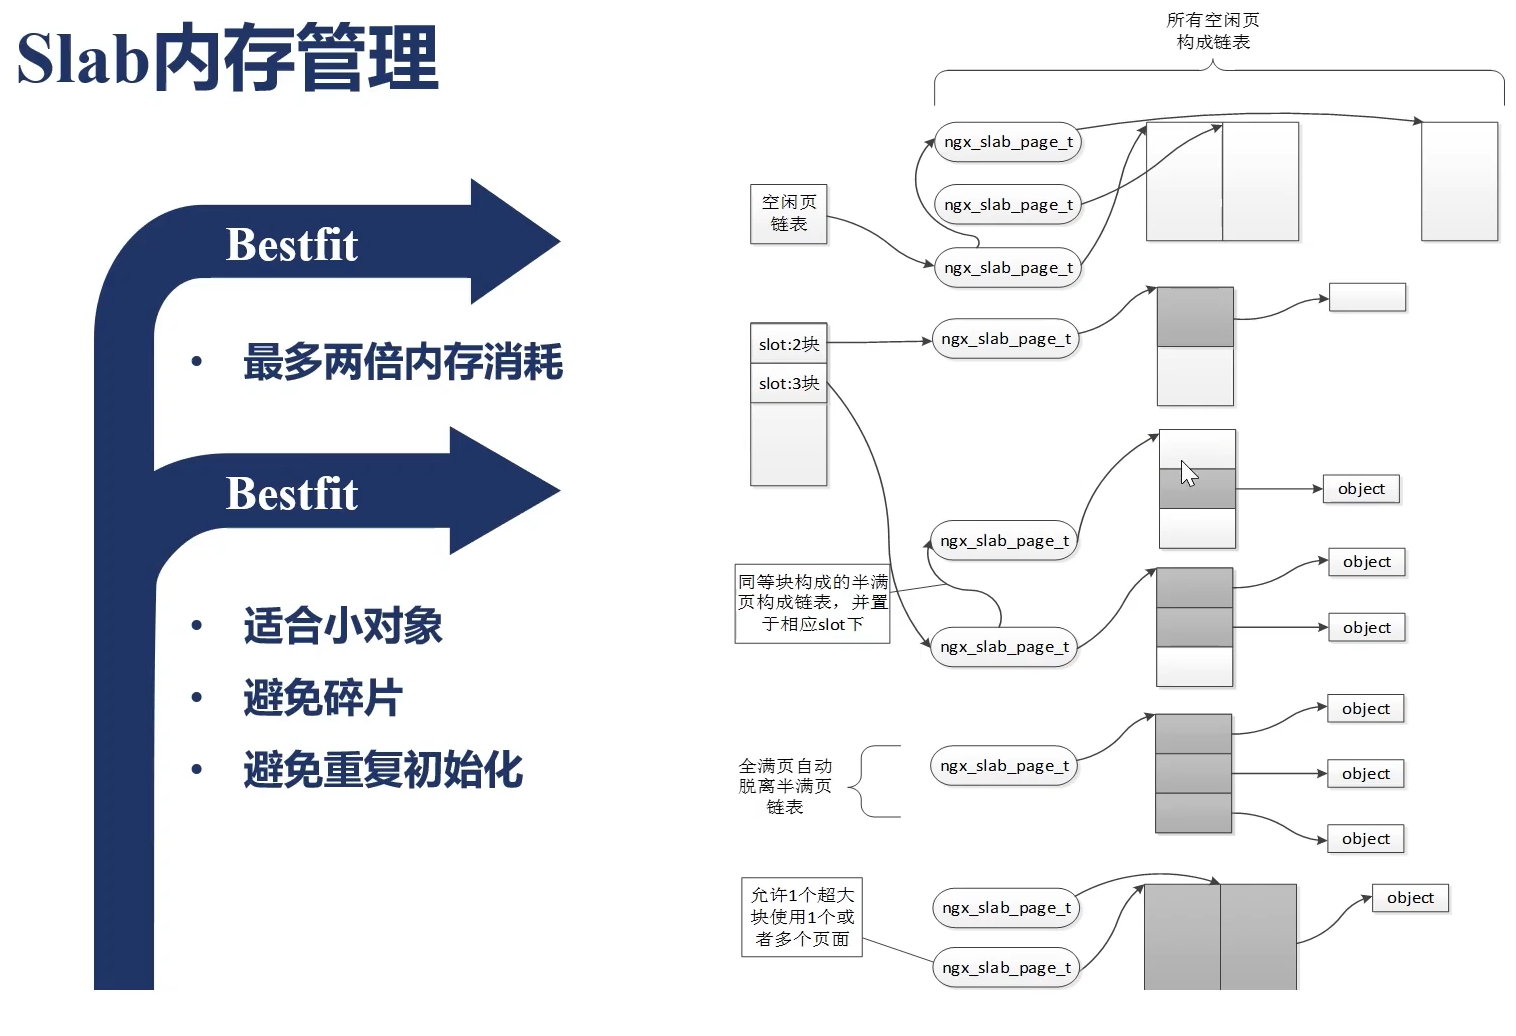 Slab内存管理
Bestfit
• 最多两倍内存消耗
Bestfit
• 适合小对象
• 避免碎片
• 避免重复初始化
所有空闲页
构成链表
ngx_slab_page_t
ngx_slab_page_t
空闲页
链表
ngx_slab_page_t
slot:2块
ngx_slab_page_t
slot:3块
object
ngx_slab_page_t
同等块构成的半满
页构成链表，并置
于相应slot下
object
object
ngx_slab_page_t
object
全满页自动
脱离半满页
链表
ngx_slab_page_t
object
object
允许1个超大
块使用1个或
者多个页面
ngx_slab_page_t
object
ngx_slab_page_t